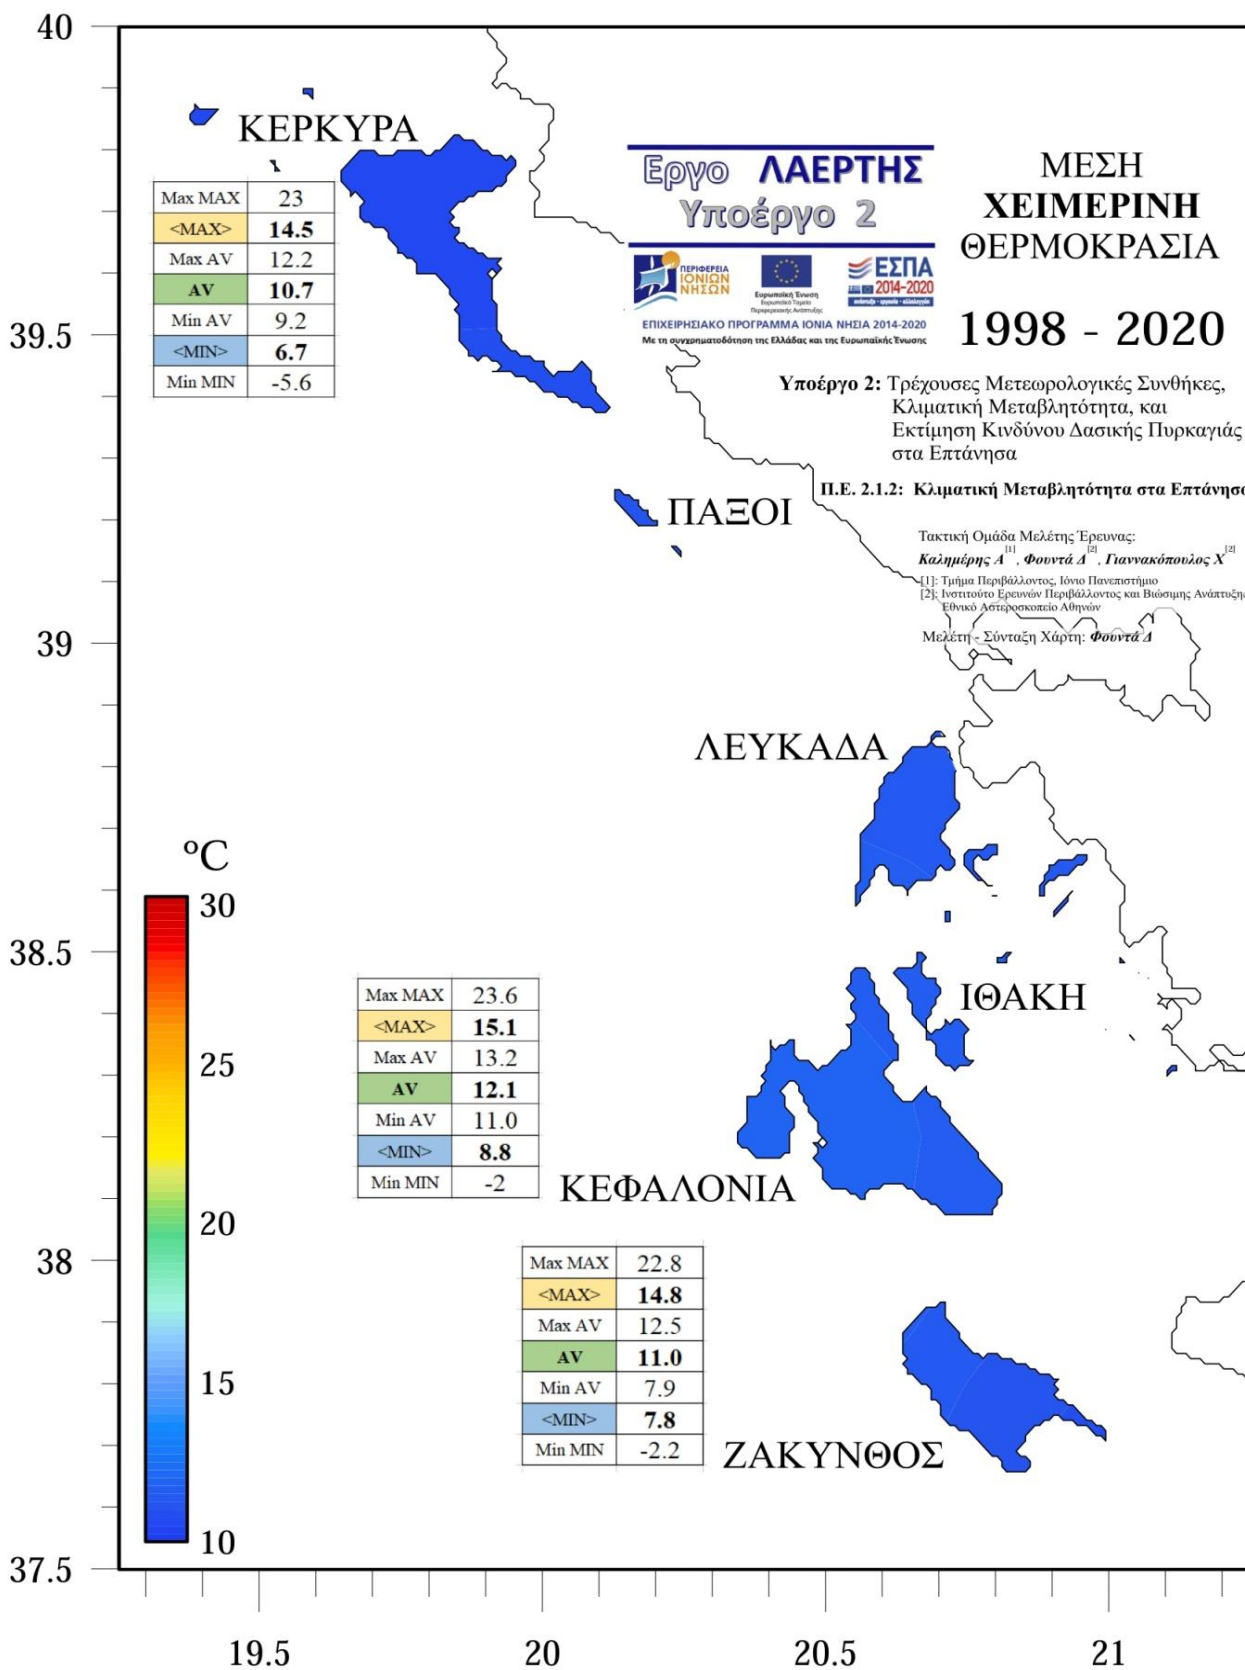 40
39.5
39
38.5
38
37.5
19.5
20
20.5
21
ΚΕΡΚΥΡΑ
Max MAX 23
<MAX> 14.5
Max AV 12.2
AV 10.7
Min AV 9.2
<MIN> 6.7
Min MIN -5.6
Εργο ΛΑΕΡΤΗΣ
Υποέργο 2
ΠΕΡΙΦΕΡΕΙΑ
ΙΟΝΙΩΝ
ΝΗΣΩΝ
Ευρωπαϊκή Ένωση
Ευρωπαϊκό Ταμείο
Περιφερειακής Ανάπτυξης
ΕΣΠΑ
2014-2020
ανάπτυξη - εργασία - αλληλεγγύη
ΕΠΙΧΕΙΡΗΣΙΑΚΟ ΠΡΟΓΡΑΜΜΑ ΙΟΝΙΑ ΝΗΣΙΑ 2014-2020
Με τη συγχρηματοδότηση της Ελλάδας και της Ευρωπαϊκής Ένωσης
ΜΕΣΗ
ΧΕΙΜΕΡΙΝΗ
ΘΕΡΜΟΚΡΑΣΙΑ
1998 - 2020
Υποέργο 2: Τρέχουσες Μετεωρολογικές Συνθήκες,
Κλιματική Μεταβλητότητα, και
Εκτίμηση Κινδύνου Δασικής Πυρκαγιάς
στα Επτάνησα
Π.Ε. 2.1.2: Κλιματική Μεταβλητότητα στα Επτάνησα
Τακτική Ομάδα Μελέτης Έρευνας:
Καλημέρης Α [1], Φουντά Δ [2], Γιαννακόπουλος Χ [2]
[1]: Τμήμα Περιβάλλοντος, Ιόνιο Πανεπιστήμιο
[2]: Ινστιτούτο Ερευνών Περιβάλλοντος και Βιώσιμης Ανάπτυξης
Εθνικό Αστεροσκοπείο Αθηνών
Μελέτη - Σύνταξη Χάρτη: Φουντά Δ
ΠΑΞΟΙ
ΛΕΥΚΑΔΑ
ΙΘΑΚΗ
ºC
30
25
20
15
10
Max MAX 23.6
<MAX> 15.1
Max AV 13.2
AV 12.1
Min AV 11.0
<MIN> 8.8
Min MIN -2
ΚΕΦΑΛΟΝΙΑ
Max MAX 22.8
<MAX> 14.8
Max AV 12.5
AV 11.0
Min AV 7.9
<MIN> 7.8
Min MIN -2.2
ΖΑΚΥΝΘΟΣ